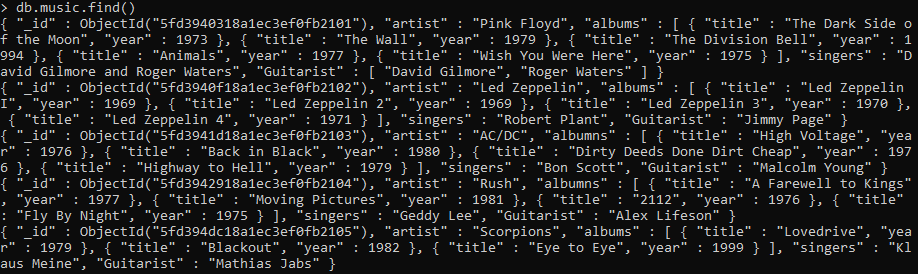 > db.music.find()
{ "_id" : ObjectId("5fd3940318a1ec3ef0fb2101"), "artist" : "Pink Floyd", "albums" : [ { "title" : "The Dark Side o
f the Moon", "year" : 1973 }, { "title" : "The Wall", "year" : 1979 }, { "title" : "The Division Bell", "year" : 1
994 }, { "title" : "Animals", "year" : 1977 }, { "title" : "Wish You Were Here", "year" : 1975 } ], "singers" : "D
avid Gilmore and Roger Waters", "Guitarist" : [ "David Gilmore", "Roger Waters" ] }
{ "_id" : ObjectId("5fd3940f18a1ec3ef0fb2102"), "artist" : "Led Zeppelin", "albums" : [ { "title" : "Led Zeppelin
I", "year" : 1969 }, { "title" : "Led Zeppelin 2", "year" : 1969 }, { "title" : "Led Zeppelin 3", "year" : 1970 },
{ "title" : "Led Zeppelin 4", "year" : 1971 } ], "singers" : "Robert Plant", "Guitarist" : "Jimmy Page" }
{ "_id" : ObjectId("5fd3941d18a1ec3ef0fb2103"), "artist" : "AC/DC", "albumns" : [ { "title" : "High Voltage", "yea
r" : 1976 }, { "title" : "Back in Black", "year" : 1980 }, { "title" : "Dirty Deeds Done Dirt Cheap", "year" : 197
6 }, { "title" : "Highway to Hell", "year" : 1979 } ], "singers" : "Bon Scott", "Guitarist" : "Malcolm Young" }
{ "_id" : ObjectId("5fd3942918a1ec3ef0fb2104"), "artist" : "Rush", "albumns" : [ { "title" : "A Farewell to Kings"
, "year" : 1977 }, { "title" : "Moving Pictures", "year" : 1981 }, { "title" : "2112", "year" : 1976 }, { "title"
: "Fly By Night", "year" : 1975 } ], "singers" : "Geddy Lee", "Guitarist" : "Alex Lifeson" }
{ "_id" : ObjectId("5fd394dc18a1ec3ef0fb2105"), "artist" : "Scorpions", "albums" : [ { "title" : "Lovedrive", "yea
r" : 1979 }, { "title" : "Blackout", "year" : 1982 }, { "title" : "Eye to Eye", "year" : 1999 } ], "singers" : "Kl
aus Meine", "Guitarist" : "Mathias Jabs" }